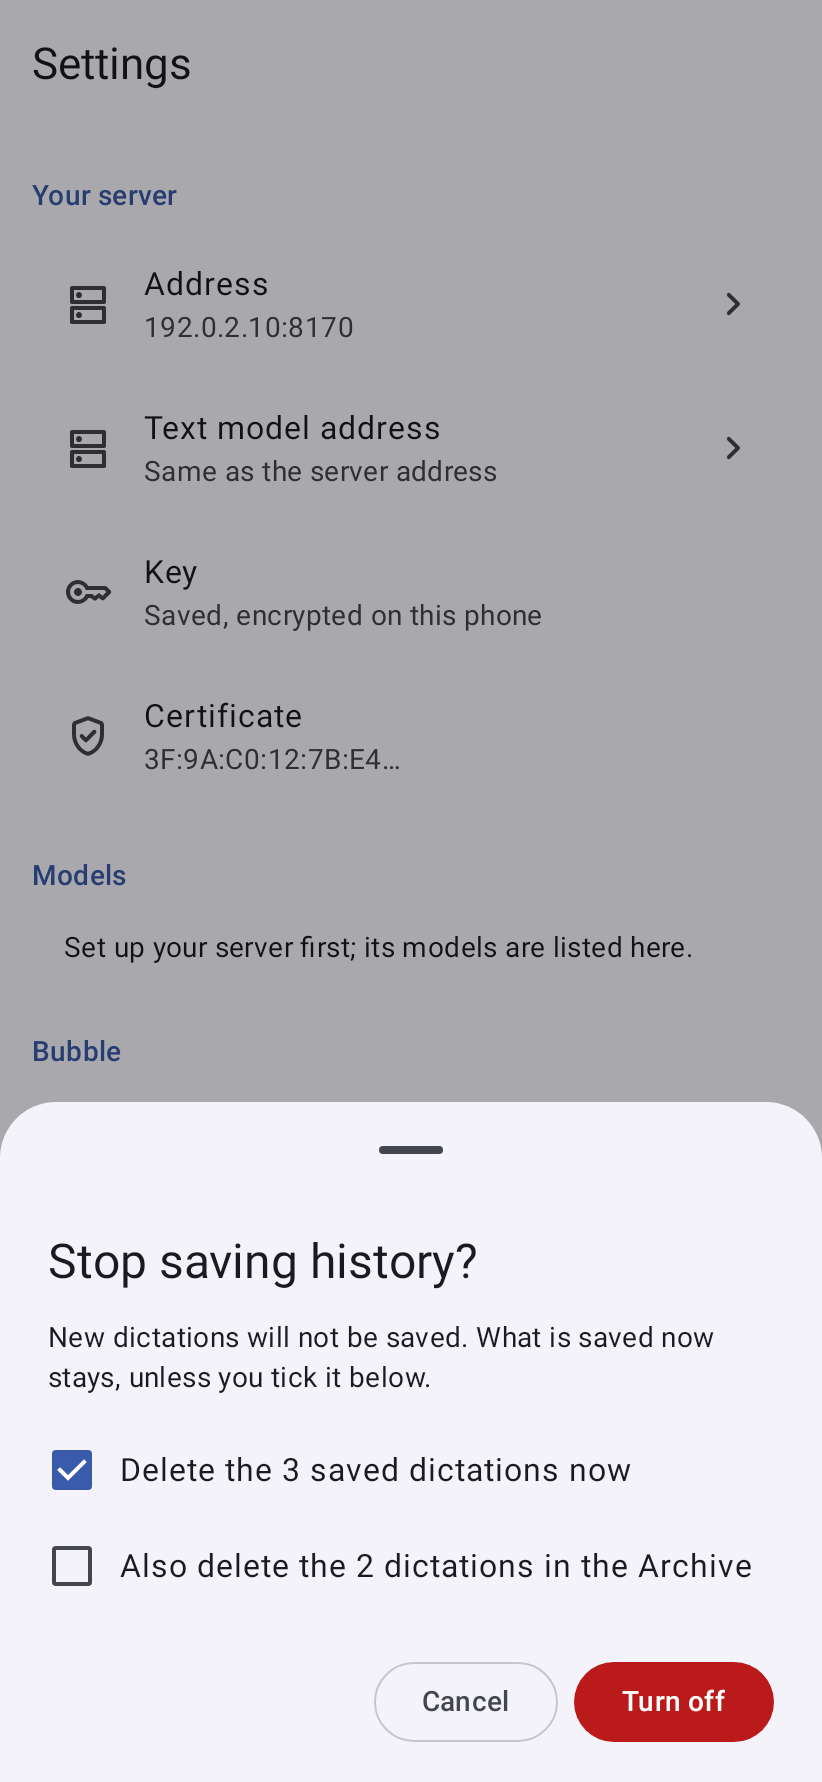 Settings
Your server
Address
192.0.2.10:8170
Text model address
Same as the server address
Key
Saved, encrypted on this phone
Certificate
3F:9A:C0:12:7B:E4…
Models
Set up your server first; its models are listed here.
Bubble
Stop saving history?
New dictations will not be saved. What is saved now
stays, unless you tick it below.
Delete the 3 saved dictations now
Also delete the 2 dictations in the Archive
Cancel
Turn off